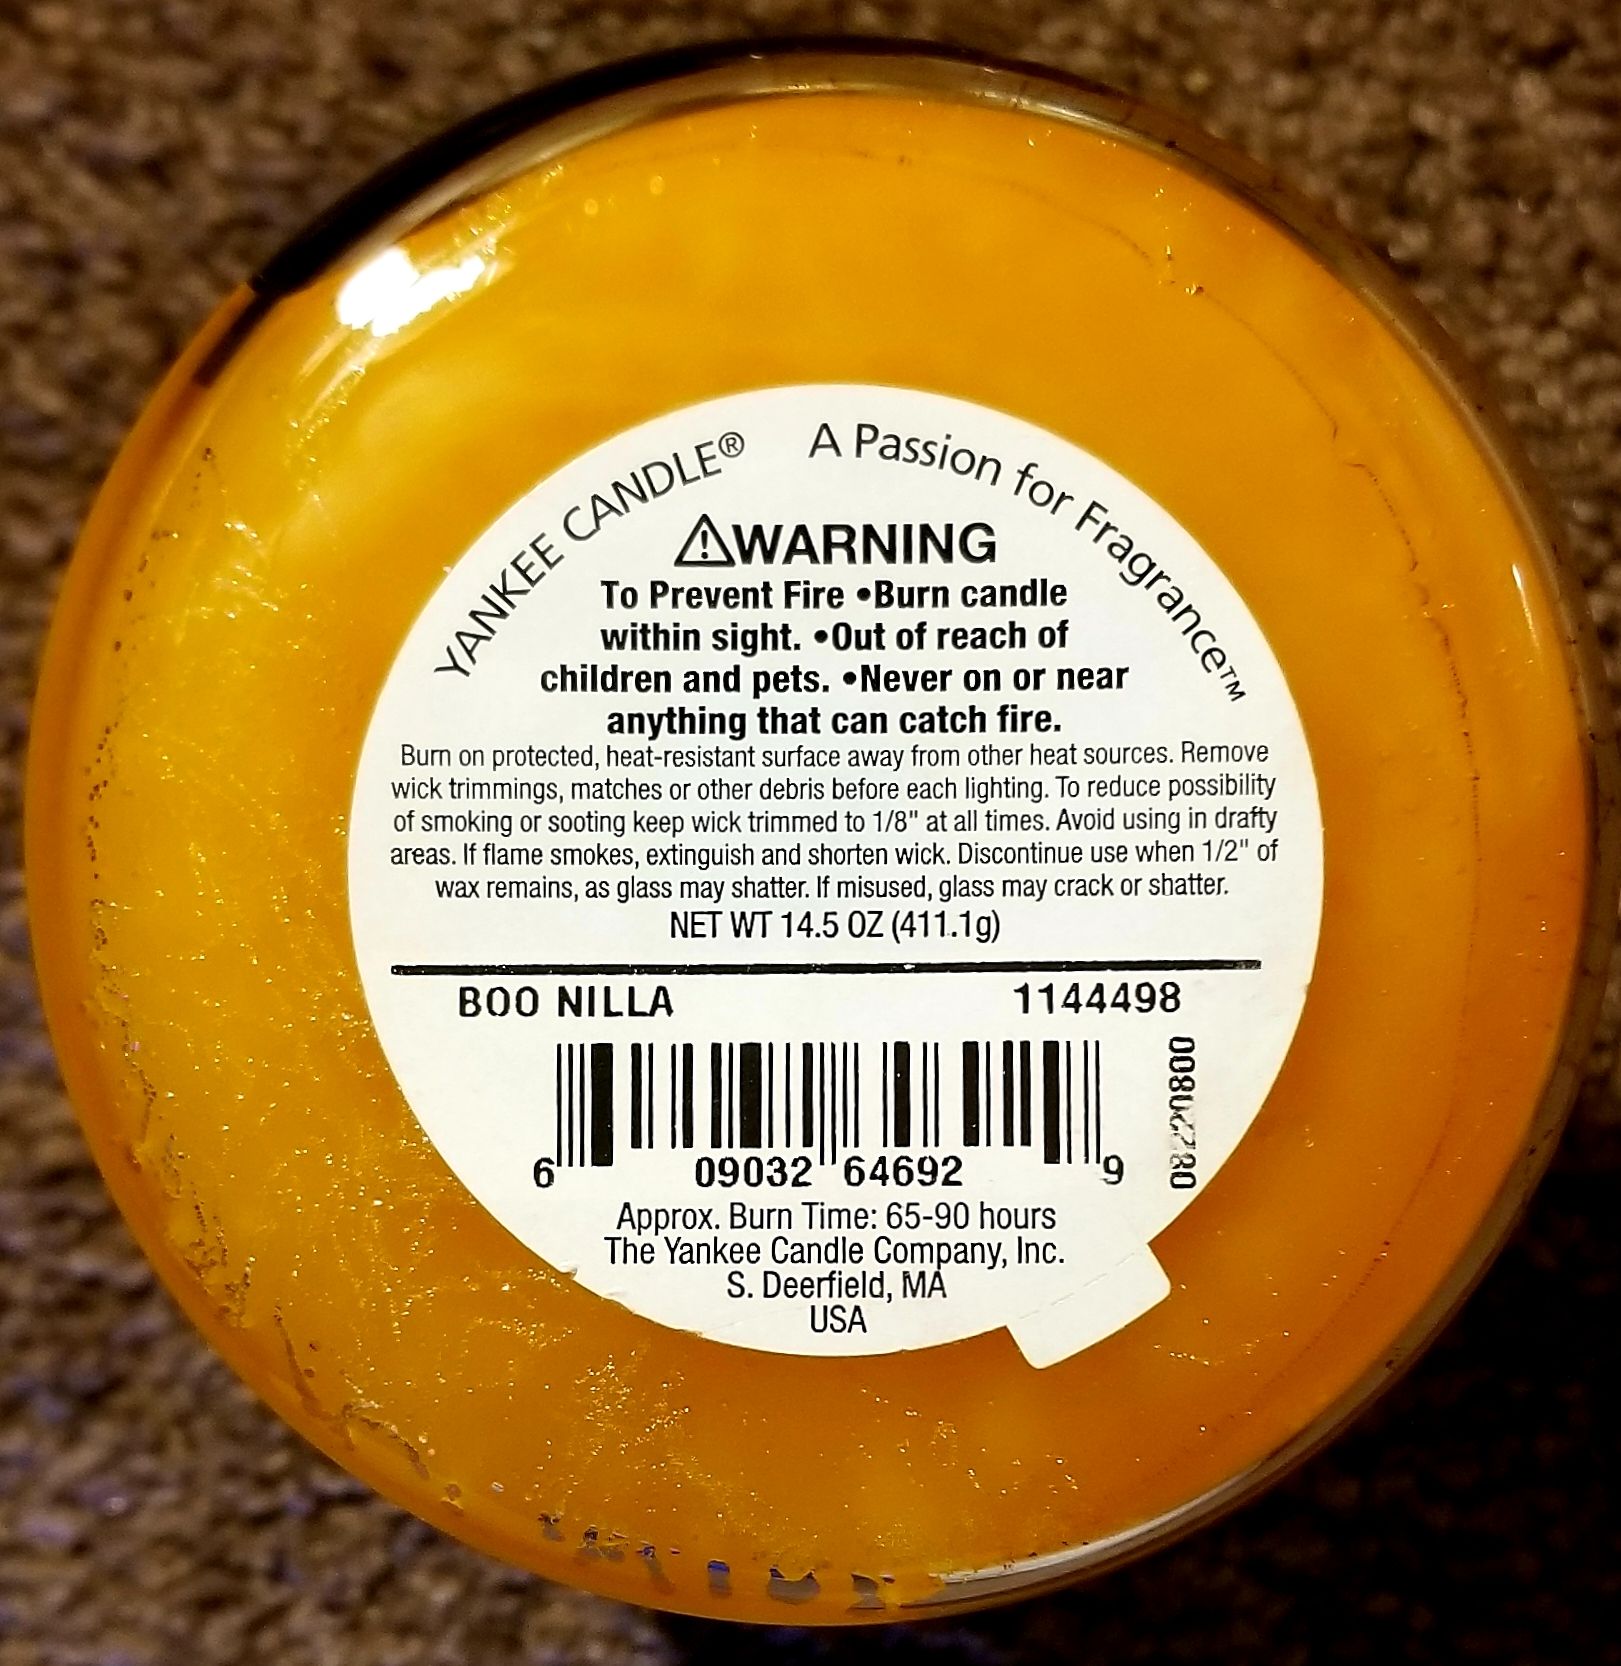 YANKEE CANDLE® A Passion for Fragrance™
⚠WARNING
To Prevent Fire •Burn candle
within sight. •Out of reach of
children and pets. •Never on or near
anything that can catch fire.
Burn on protected, heat-resistant surface away from other heat sources. Remove
wick trimmings, matches or other debris before each lighting. To reduce possibility
of smoking or sooting keep wick trimmed to 1/8" at all times. Avoid using in drafty
areas. If flame smokes, extinguish and shorten wick. Discontinue use when 1/2" of
wax remains, as glass may shatter. If misused, glass may crack or shatter.
NET WT 14.5 OZ (411.1g)
BOO NILLA 1144498
6 09032 64692 9
Approx. Burn Time: 65-90 hours
The Yankee Candle Company, Inc.
S. Deerfield, MA
USA